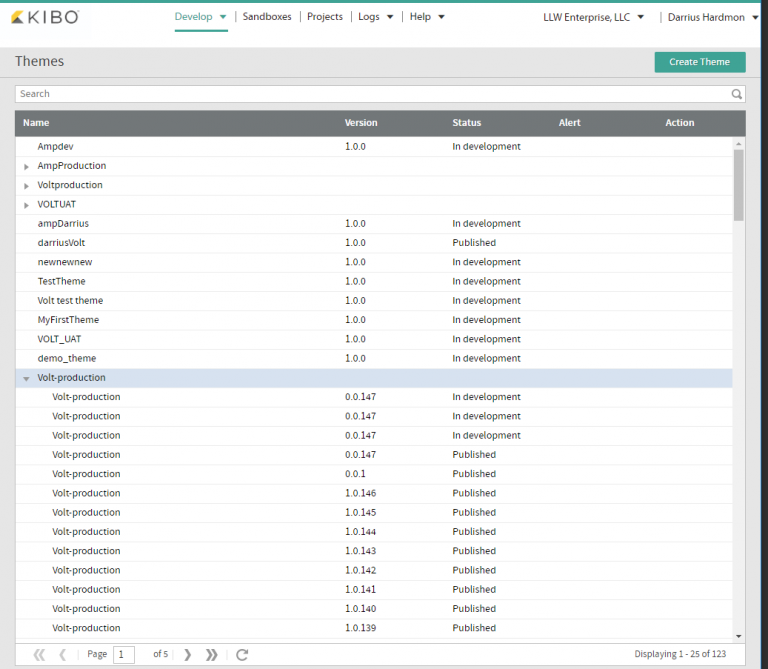 KIBO
Develop Sandboxes Projects Logs Help LLW Enterprise, LLC Darrius Hardmon
Themes Create Theme
Search
Name Version Status Alert Action
Ampdev 1.0.0 In development
AmpProduction
Voltproduction
VOLTUAT
ampDarrius 1.0.0 In development
darriusVolt 1.0.0 Published
newnewnew 1.0.0 In development
TestTheme 1.0.0 In development
Volt test theme 1.0.0 In development
MyFirstTheme 1.0.0 In development
VOLT_UAT 1.0.0 In development
demo_theme 1.0.0 In development
Volt-production
Volt-production 0.0.147 In development
Volt-production 0.0.147 In development
Volt-production 0.0.147 In development
Volt-production 0.0.147 Published
Volt-production 0.0.1 Published
Volt-production 1.0.146 Published
Volt-production 1.0.145 Published
Volt-production 1.0.144 Published
Volt-production 1.0.143 Published
Volt-production 1.0.142 Published
Volt-production 1.0.141 Published
Volt-production 1.0.140 Published
Volt-production 1.0.139 Published
Page 1 of 5 Displaying 1 - 25 of 123